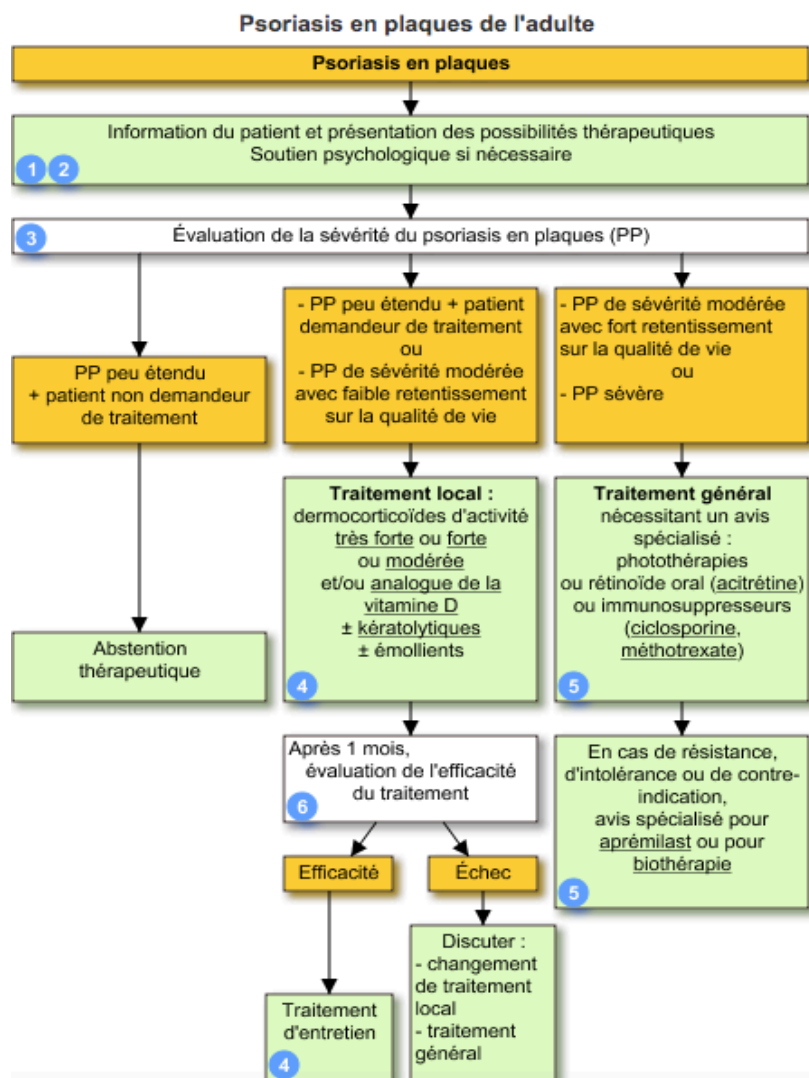 Psoriasis en plaques de l'adulte
Psoriasis en plaques
Information du patient et présentation des possibilités thérapeutiques
Soutien psychologique si nécessaire
1 2
3
Évaluation de la sévérité du psoriasis en plaques (PP)
PP peu étendu
+ patient non demandeur
de traitement
- PP peu étendu + patient
demandeur de traitement
ou
- PP de sévérité modérée
avec faible retentissement
sur la qualité de vie
- PP de sévérité modérée
avec fort retentissement
sur la qualité de vie
ou
- PP sévère
Abstention
thérapeutique
Traitement local :
dermocorticoïdes d'activité
très forte ou forte
ou modérée
et/ou analogue de la
vitamine D
± kératolytiques
± émollients
4
Traitement général
nécessitant un avis
spécialisé :
photothérapies
ou rétinoïde oral (acitrétine)
ou immunosuppresseurs
(ciclosporine,
méthotrexate)
5
Après 1 mois,
évaluation de l'efficacité
du traitement
6
En cas de résistance,
d'intolérance ou de contre-
indication,
avis spécialisé pour
aprémilast ou pour
biothérapie
5
Efficacité
Échec
Traitement
d'entretien
4
Discuter :
- changement
de traitement
local
- traitement
général